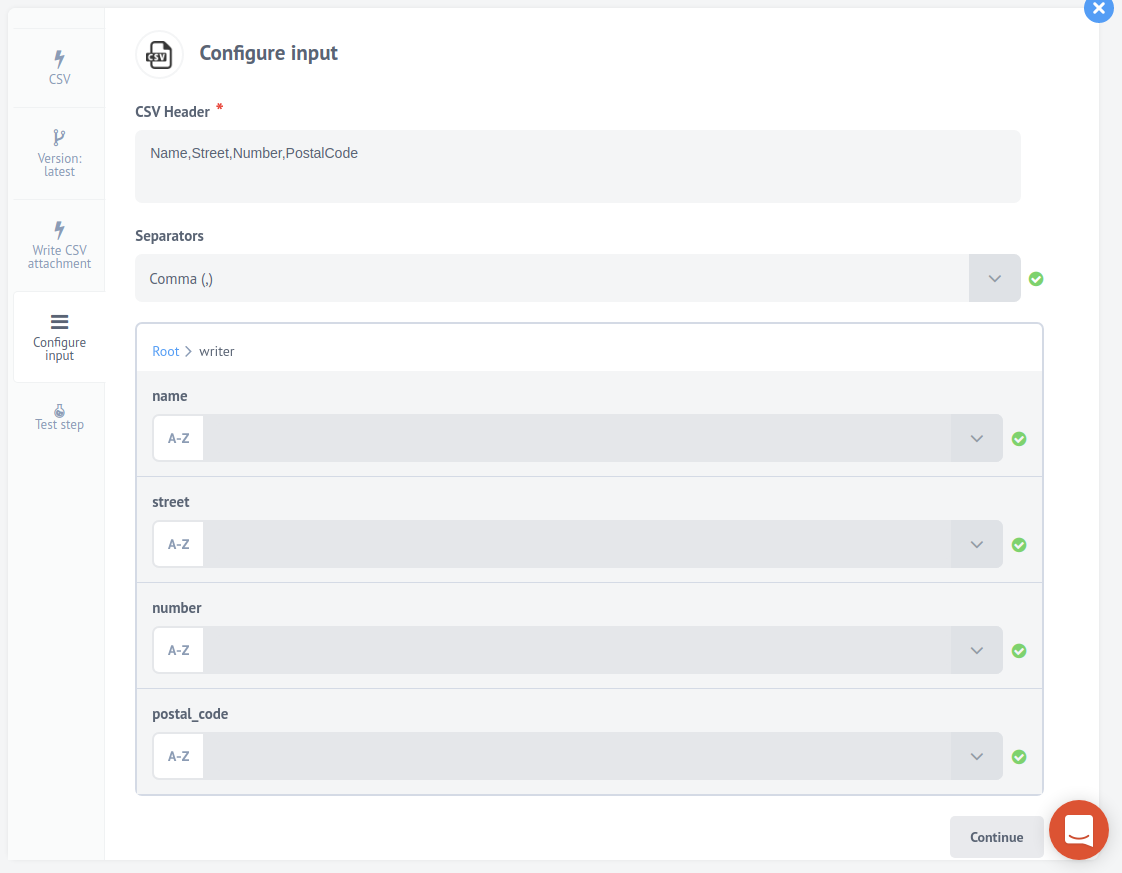 CSV
Version:
latest
Write CSV
attachment
Configure
input
Test step
CSV
Configure input
CSV Header *
Name,Street,Number,PostalCode
Separators
Comma (,)
Root > writer
name
A-Z
street
A-Z
number
A-Z
postal_code
A-Z
Continue